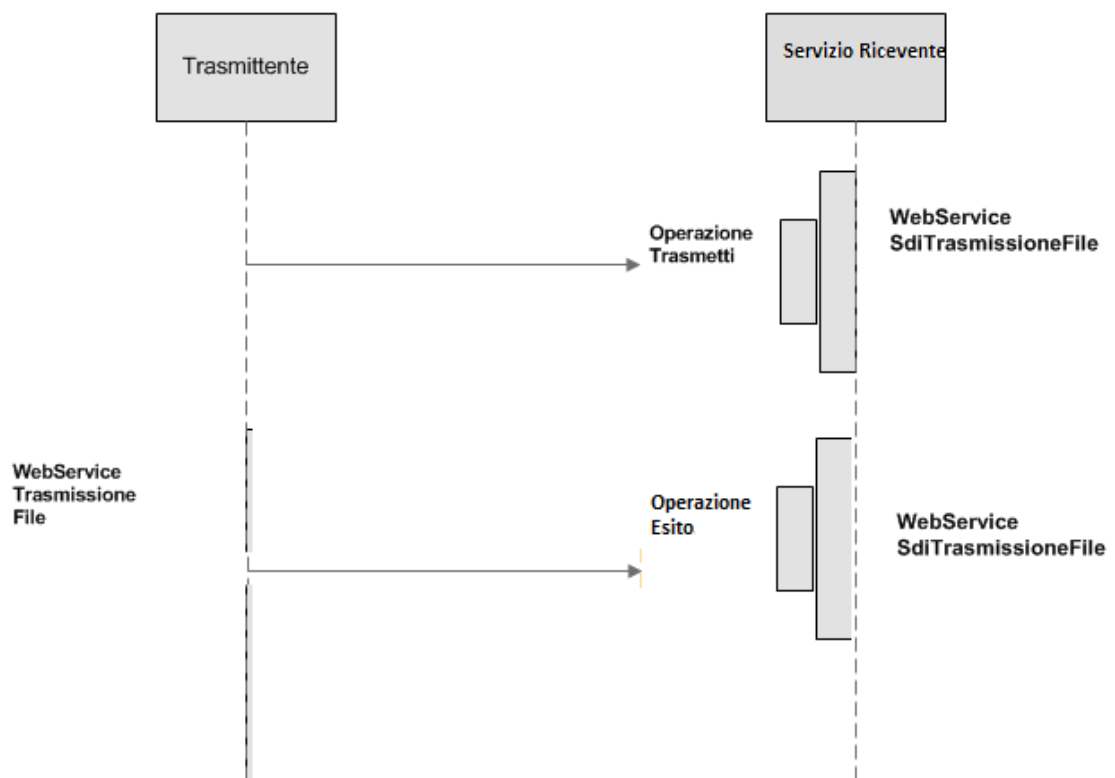 Trasmittente
Servizio Ricevente
Operazione
Trasmetti
WebService
SdiTrasmissioneFile
WebService
Trasmissione
File
Operazione
Esito
WebService
SdiTrasmissioneFile